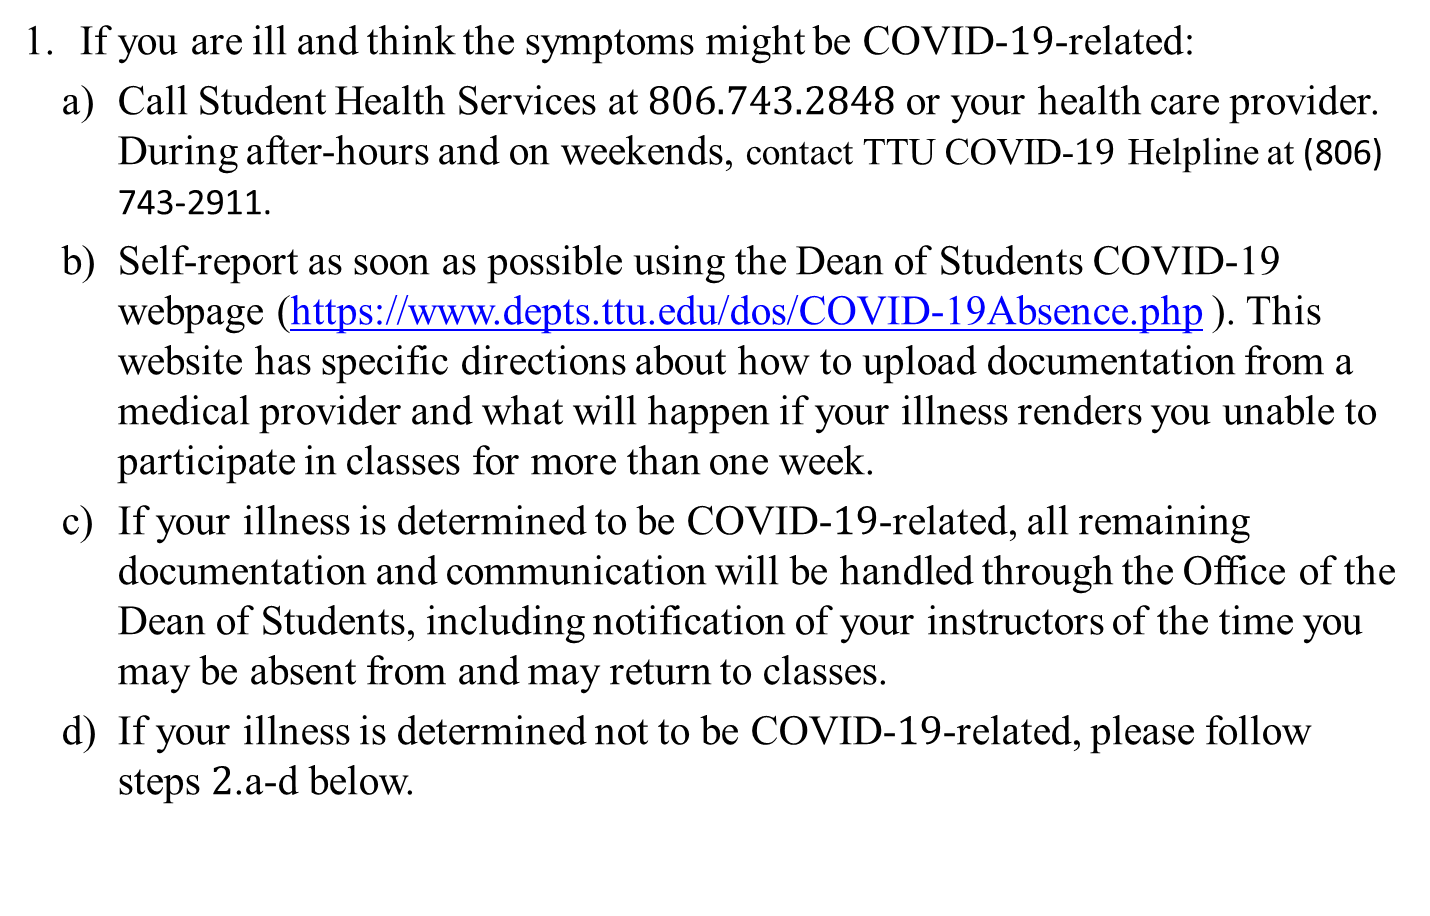 1. If you are ill and think the symptoms might be COVID-19-related:
a) Call Student Health Services at 806.743.2848 or your health care provider.
During after-hours and on weekends, contact TTU COVID-19 Helpline at (806)
743-2911.
b) Self-report as soon as possible using the Dean of Students COVID-19
webpage (https://www.depts.ttu.edu/dos/COVID-19Absence.php ). This
website has specific directions about how to upload documentation from a
medical provider and what will happen if your illness renders you unable to
participate in classes for more than one week.
c) If your illness is determined to be COVID-19-related, all remaining
documentation and communication will be handled through the Office of the
Dean of Students, including notification of your instructors of the time you
may be absent from and may return to classes.
d) If your illness is determined not to be COVID-19-related, please follow
steps 2.a-d below.